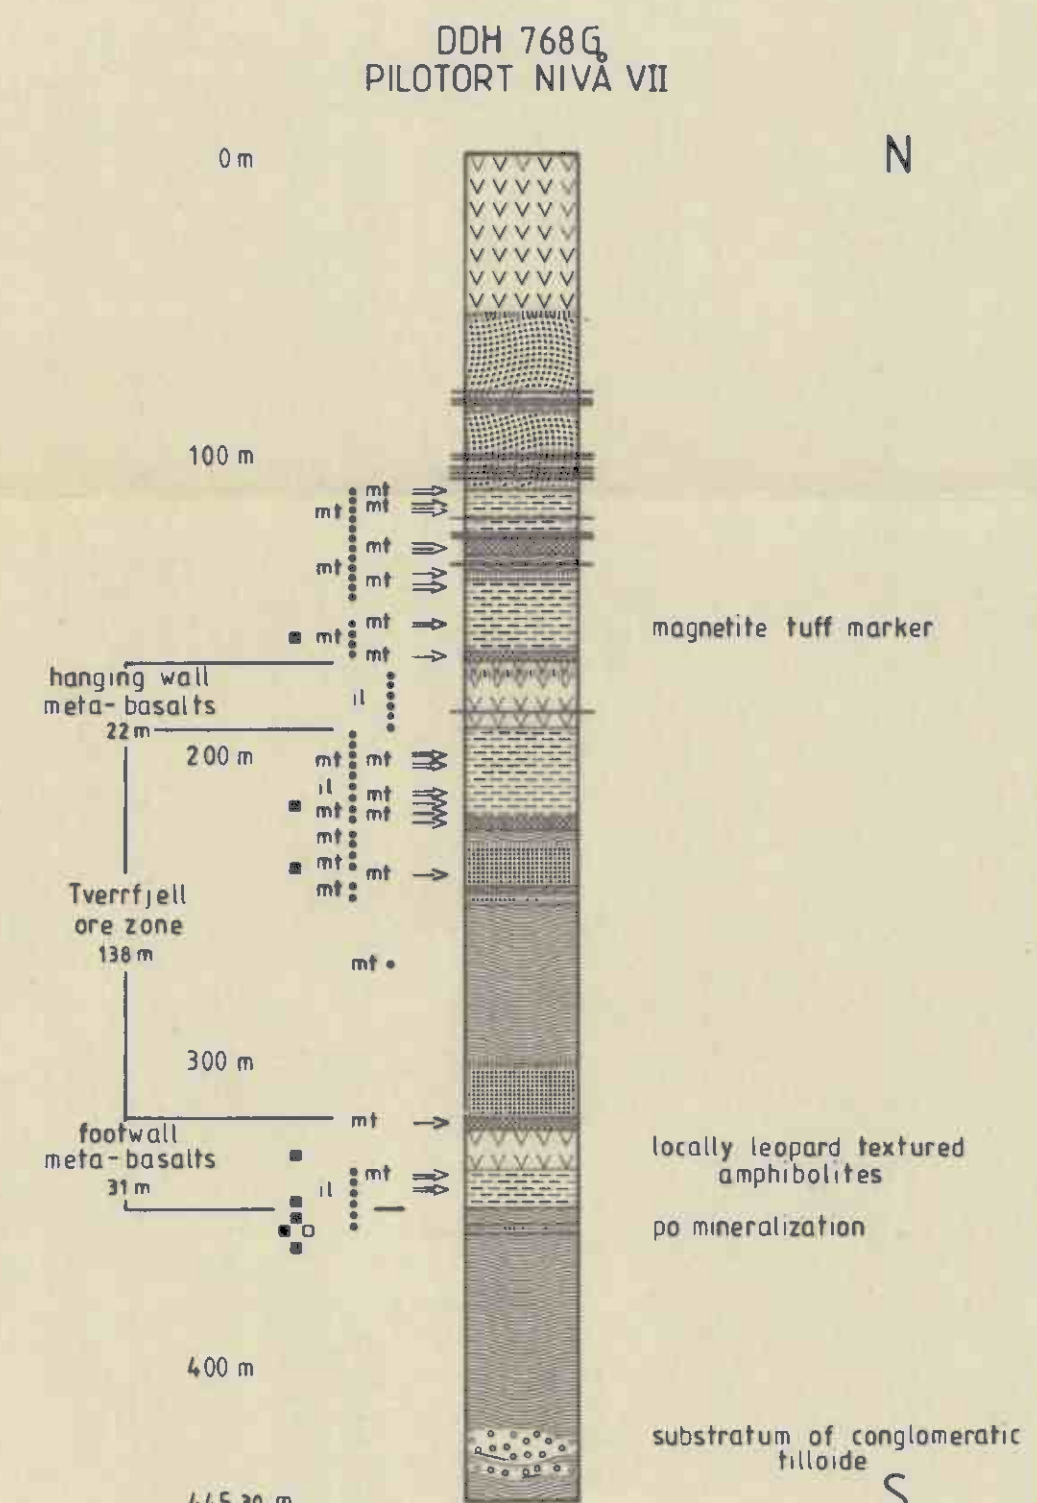 DDH 768G
PILOTORT NIVÅ VII
0 m
N
100 m
mt
mt
mt
mt
mt
mt
mt
magnetite tuff marker
mt
mt
hanging wall
meta-basalts
22 m
il
200 m
mt
mt
il
mt
mt
mt
mt
mt
mt
mt
Tverrfjell
ore zone
138 m
mt
300 m
mt
footwall
meta-basalts
31 m
locally leopard textured
amphibolites
mt
il
po mineralization
400 m
substratum of conglomeratic
tilloide
S
445.30 m